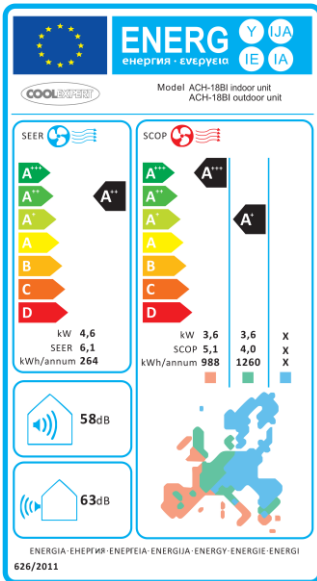 ENERG
енергия · ενεργεια
Y IJA
IE IA
COOLEXPERT
Model ACH-18BI indoor unit
ACH-18BI outdoor unit
SEER
A+++
A++
A+
A
B
C
D
A++
kW 4,6
SEER 6,1
kWh/annum 264
SCOP
A+++
A++
A+
A
B
C
D
A+++
A+
kW 3,6 3,6 X
SCOP 5,1 4,0 X
kWh/annum 988 1260 X
58dB
63dB
ENERGIA·ЕНЕРГИЯ·ΕΝΕΡΓΕΙΑ·ENERGIJA·ENERGY·ENERGIE·ENERGI
626/2011